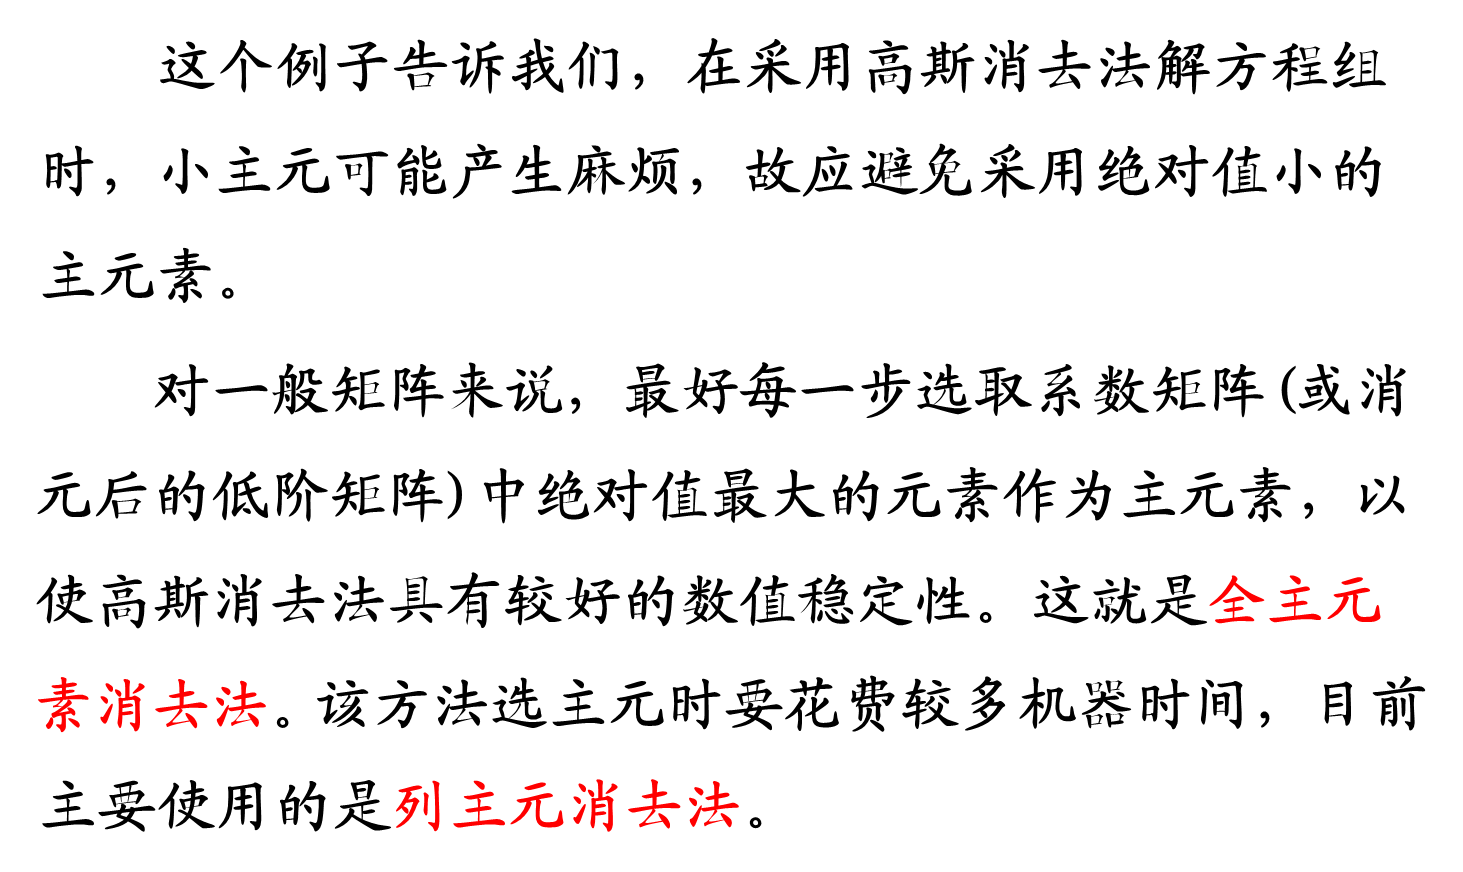 这个例子告诉我们，在采用高斯消去法解方程组
时，小主元可能产生麻烦，故应避免采用绝对值小的
主元素。
对一般矩阵来说，最好每一步选取系数矩阵(或消
元后的低阶矩阵)中绝对值最大的元素作为主元素，以
使高斯消去法具有较好的数值稳定性。这就是全主元
素消去法。该方法选主元时要花费较多机器时间，目前
主要使用的是列主元消去法。